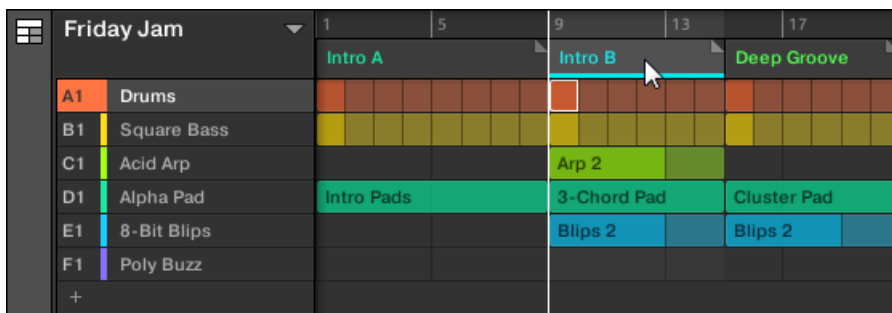 Friday Jam 1 5 9 13 17
Intro A Intro B Deep Groove
A1 Drums
B1 Square Bass
C1 Acid Arp Arp 2
D1 Alpha Pad Intro Pads 3-Chord Pad Cluster Pad
E1 8-Bit Blips Blips 2 Blips 2
F1 Poly Buzz
+